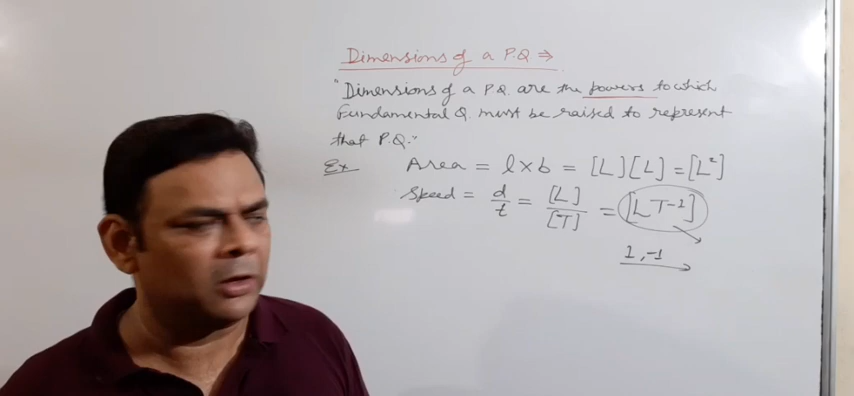 Dimensions of a P.Q ⇒
"Dimensions of a P.Q. are the powers to which
Fundamental Q. must be raised to represent
that P.Q."
Ex Area = l × b = [L][L] = [L²]
Speed = d/t = [L]/[T] = [LT⁻¹]
1, -1